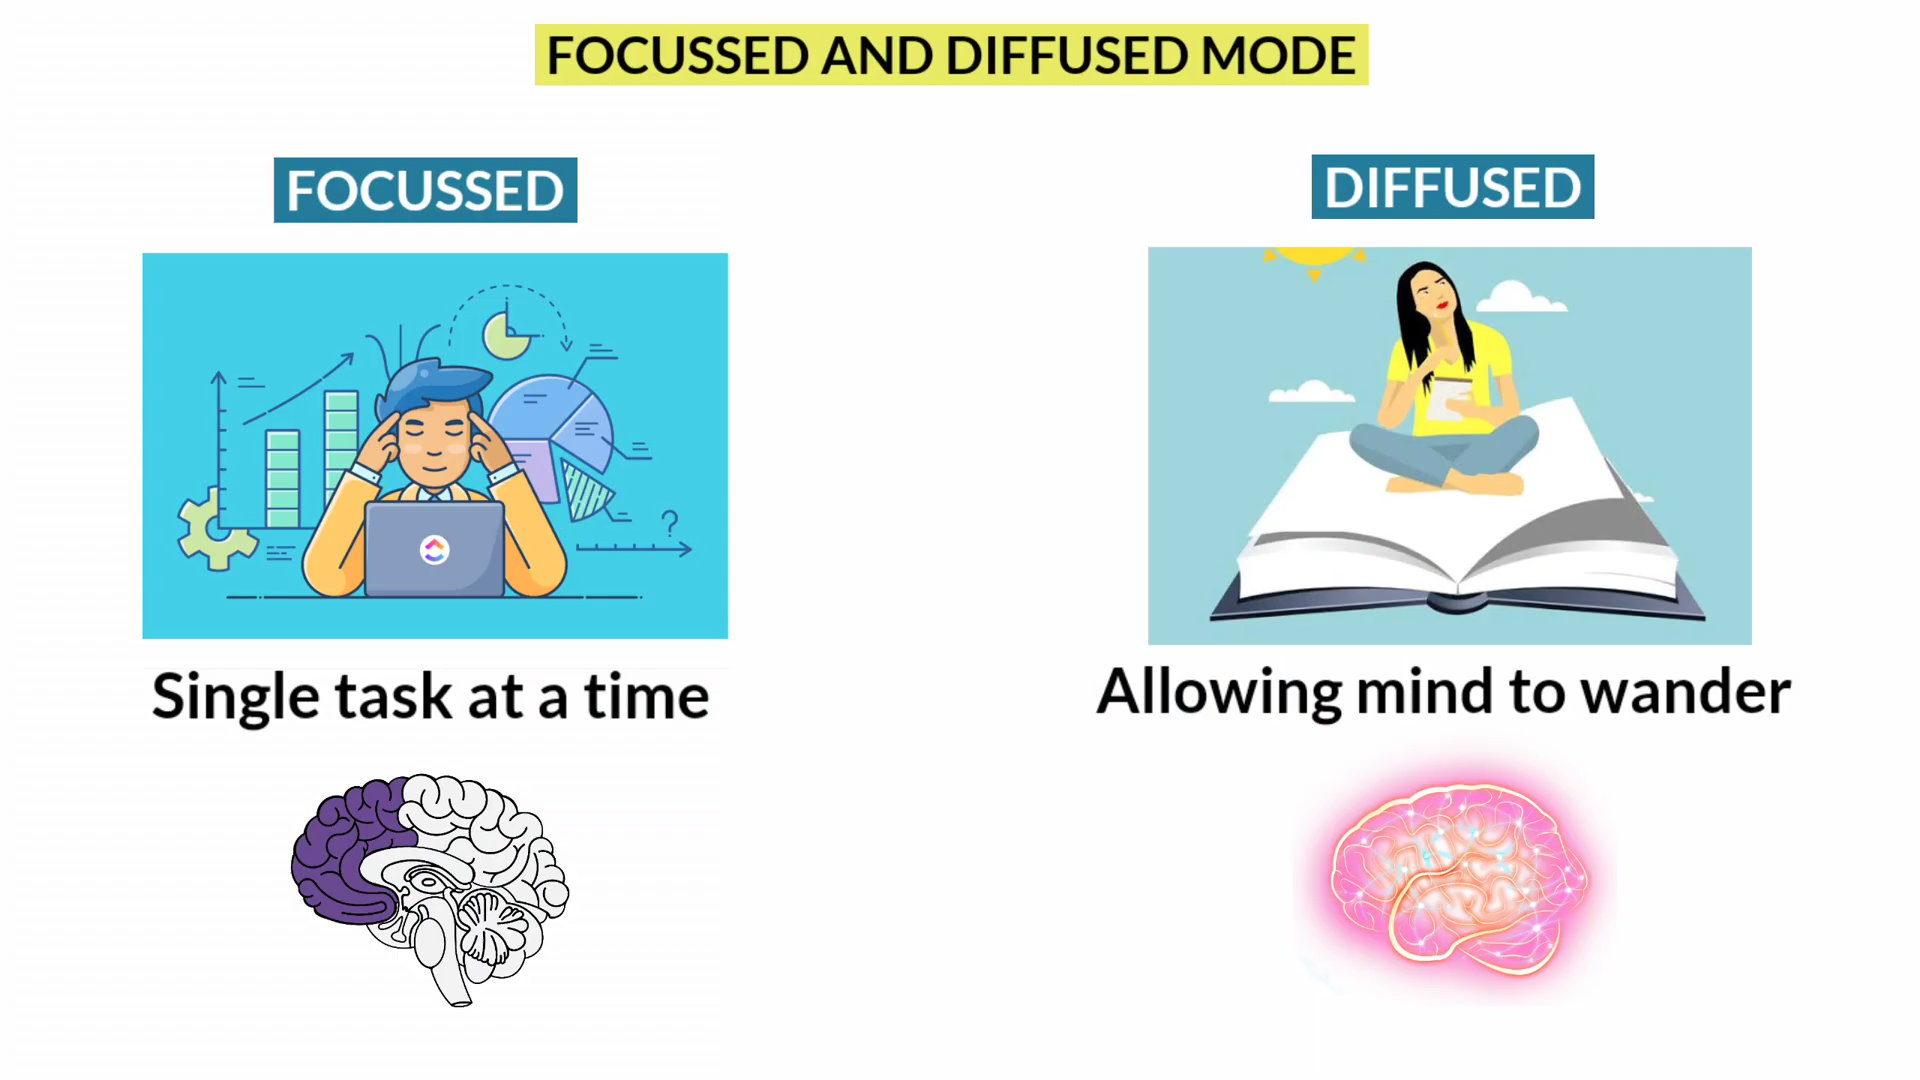 FOCUSSED AND DIFFUSED MODE
FOCUSSED
DIFFUSED
?
Single task at a time
Allowing mind to wander